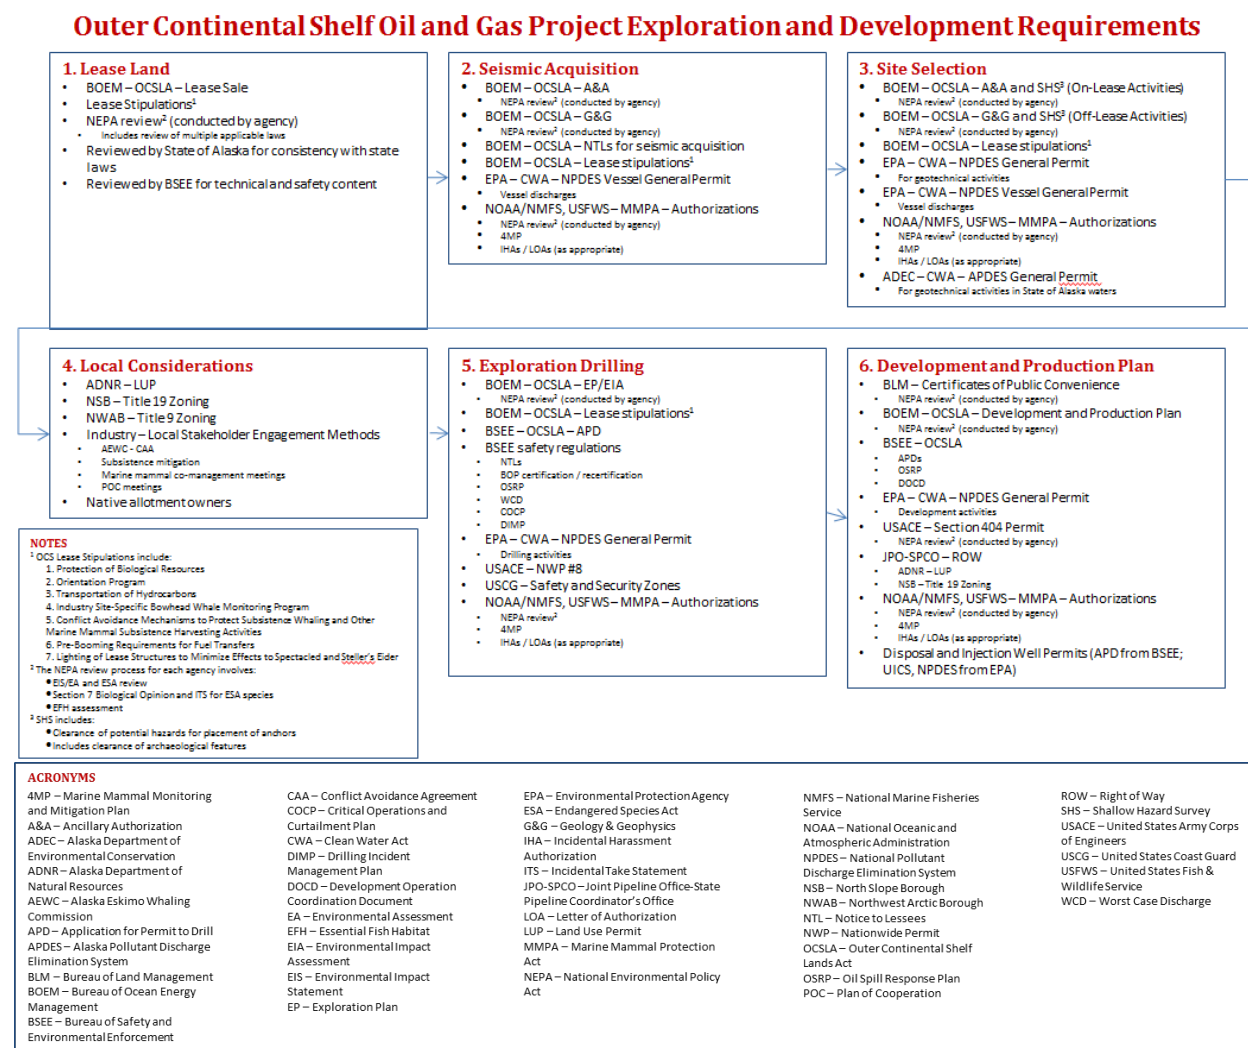 Outer Continental Shelf Oil and Gas Project Exploration and Development Requirements
1. Lease Land
• BOEM – OCSLA – Lease Sale
• Lease Stipulations¹
• NEPA review² (conducted by agency)
• Includes review of multiple applicable laws
• Reviewed by State of Alaska for consistency with state
laws
• Reviewed by BSEE for technical and safety content
2. Seismic Acquisition
• BOEM – OCSLA – A&A
• NEPA review² (conducted by agency)
• BOEM – OCSLA – G&G
• NEPA review² (conducted by agency)
• BOEM – OCSLA – NTLs for seismic acquisition
• BOEM – OCSLA – Lease stipulations¹
• EPA – CWA – NPDES Vessel General Permit
• Vessel discharges
• NOAA/NMFS, USFWS – MMPA – Authorizations
• NEPA review² (conducted by agency)
• 4MP
• IHAs / LOAs (as appropriate)
3. Site Selection
• BOEM – OCSLA – A&A and SHS³ (On-Lease Activities)
• NEPA review² (conducted by agency)
• BOEM – OCSLA – G&G and SHS³ (Off-Lease Activities)
• NEPA review² (conducted by agency)
• BOEM – OCSLA – Lease stipulations¹
• EPA – CWA – NPDES General Permit
• For geotechnical activities
• EPA – CWA – NPDES Vessel General Permit
• Vessel discharges
• NOAA/NMFS, USFWS – MMPA – Authorizations
• NEPA review² (conducted by agency)
• 4MP
• IHAs / LOAs (as appropriate)
• ADEC – CWA – APDES General Permit
• For geotechnical activities in State of Alaska waters
4. Local Considerations
• ADNR – LUP
• NSB – Title 19 Zoning
• NWAB – Title 9 Zoning
• Industry – Local Stakeholder Engagement Methods
• AEWC - CAA
• Subsistence mitigation
• Marine mammal co-management meetings
• POC meetings
• Native allotment owners
5. Exploration Drilling
• BOEM – OCSLA – EP/EIA
• NEPA review² (conducted by agency)
• BOEM – OCSLA – Lease stipulations¹
• BSEE – OCSLA – APD
• BSEE safety regulations
• NTLs
• BOP certification / recertification
• OSRP
• WCD
• COCP
• DIMP
• EPA – CWA – NPDES General Permit
• Drilling activities
• USACE – NWP #8
• USCG – Safety and Security Zones
• NOAA/NMFS, USFWS – MMPA – Authorizations
• NEPA review²
• 4MP
• IHAs / LOAs (as appropriate)
6. Development and Production Plan
• BLM – Certificates of Public Convenience
• NEPA review² (conducted by agency)
• BOEM – OCSLA – Development and Production Plan
• NEPA review² (conducted by agency)
• BSEE – OCSLA
• APDs
• OSRP
• DOCD
• EPA – CWA – NPDES General Permit
• Development activities
• USACE – Section 404 Permit
• NEPA review² (conducted by agency)
• JPO-SPCO – ROW
• ADNR – LUP
• NSB – Title 19 Zoning
• NOAA/NMFS, USFWS – MMPA – Authorizations
• NEPA review² (conducted by agency)
• 4MP
• IHAs / LOAs (as appropriate)
• Disposal and Injection Well Permits (APD from BSEE;
UICS, NPDES from EPA)
NOTES
¹ OCS Lease Stipulations include:
1. Protection of Biological Resources
2. Orientation Program
3. Transportation of Hydrocarbons
4. Industry Site-Specific Bowhead Whale Monitoring Program
5. Conflict Avoidance Mechanisms to Protect Subsistence Whaling and Other
Marine Mammal Subsistence Harvesting Activities
6. Pre-Booming Requirements for Fuel Transfers
7. Lighting of Lease Structures to Minimize Effects to Spectacled and Steller's Eider
² The NEPA review process for each agency involves:
• EIS/EA and ESA review
• Section 7 Biological Opinion and ITS for ESA species
• EFH assessment
³ SHS includes:
• Clearance of potential hazards for placement of anchors
• Includes clearance of archaeological features
ACRONYMS
4MP – Marine Mammal Monitoring
and Mitigation Plan
A&A – Ancillary Authorization
ADEC – Alaska Department of
Environmental Conservation
ADNR – Alaska Department of
Natural Resources
AEWC – Alaska Eskimo Whaling
Commission
APD – Application for Permit to Drill
APDES – Alaska Pollutant Discharge
Elimination System
BLM – Bureau of Land Management
BOEM – Bureau of Ocean Energy
Management
BSEE – Bureau of Safety and
Environmental Enforcement
CAA – Conflict Avoidance Agreement
COCP – Critical Operations and
Curtailment Plan
CWA – Clean Water Act
DIMP – Drilling Incident
Management Plan
DOCD – Development Operation
Coordination Document
EA – Environmental Assessment
EFH – Essential Fish Habitat
EIA – Environmental Impact
Assessment
EIS – Environmental Impact
Statement
EP – Exploration Plan
EPA – Environmental Protection Agency
ESA – Endangered Species Act
G&G – Geology & Geophysics
IHA – Incidental Harassment
Authorization
ITS – Incidental Take Statement
JPO-SPCO – Joint Pipeline Office-State
Pipeline Coordinator's Office
LOA – Letter of Authorization
LUP – Land Use Permit
MMPA – Marine Mammal Protection
Act
NEPA – National Environmental Policy
Act
NMFS – National Marine Fisheries
Service
NOAA – National Oceanic and
Atmospheric Administration
NPDES – National Pollutant
Discharge Elimination System
NSB – North Slope Borough
NWAB – Northwest Arctic Borough
NTL – Notice to Lessees
NWP – Nationwide Permit
OCSLA – Outer Continental Shelf
Lands Act
OSRP – Oil Spill Response Plan
POC – Plan of Cooperation
ROW – Right of Way
SHS – Shallow Hazard Survey
USACE – United States Army Corps
of Engineers
USCG – United States Coast Guard
USFWS – United States Fish &
Wildlife Service
WCD – Worst Case Discharge